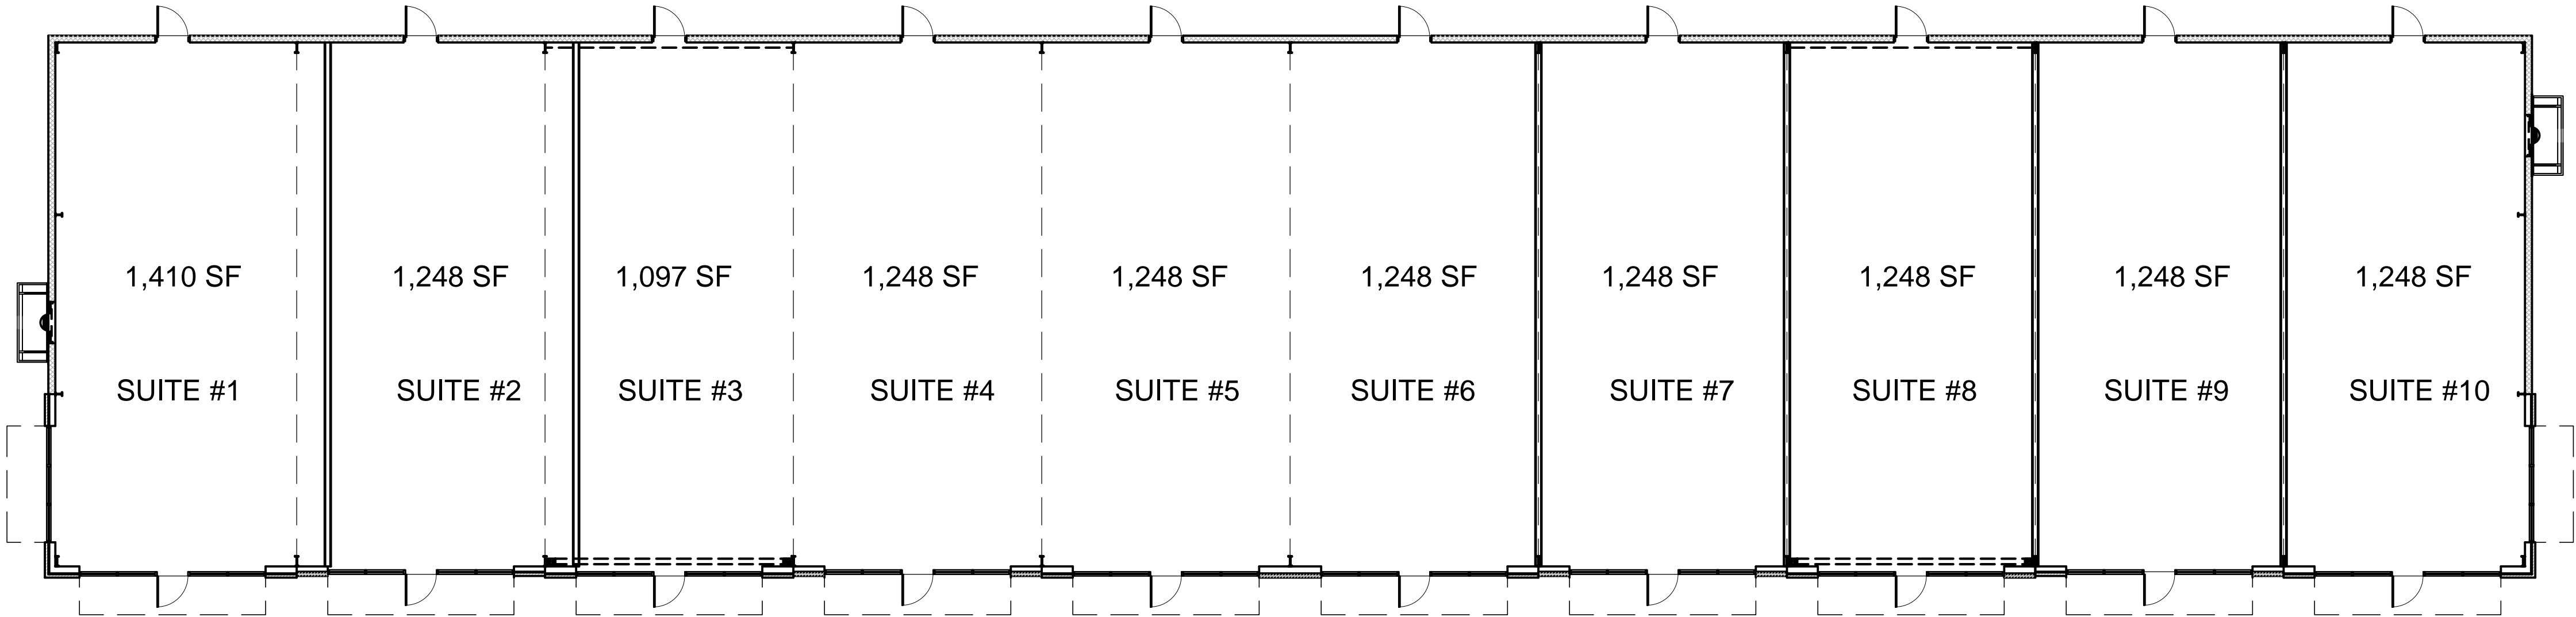 1,410 SF
1,248 SF
1,097 SF
1,248 SF
1,248 SF
1,248 SF
1,248 SF
1,248 SF
1,248 SF
1,248 SF
SUITE #1
SUITE #2
SUITE #3
SUITE #4
SUITE #5
SUITE #6
SUITE #7
SUITE #8
SUITE #9
SUITE #10